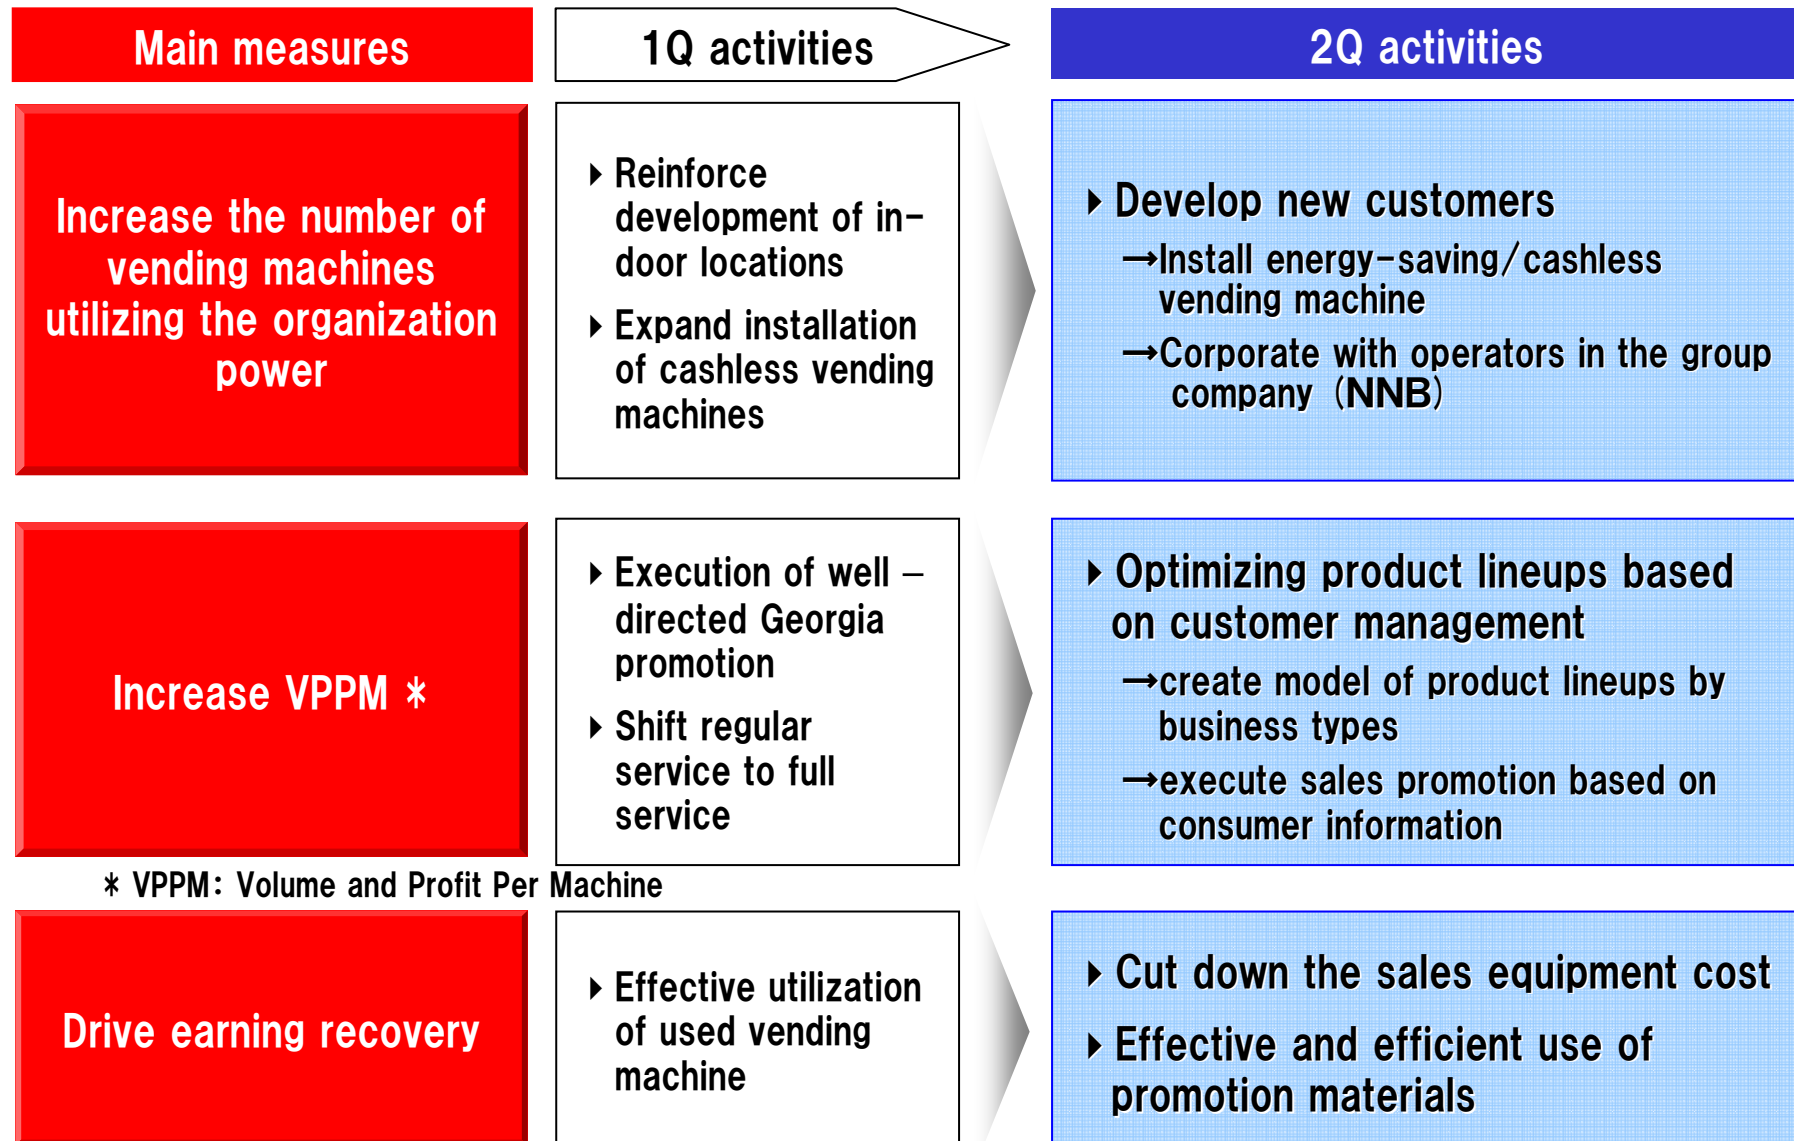 Main measures
1Q activities
2Q activities
Increase the number of
vending machines
utilizing the organization
power
▸ Reinforce
development of in-
door locations
▸ Expand installation
of cashless vending
machines
▸ Develop new customers
→Install energy-saving/cashless
vending machine
→Corporate with operators in the group
company (NNB)
Increase VPPM *
▸ Execution of well –
directed Georgia
promotion
▸ Shift regular
service to full
service
▸ Optimizing product lineups based
on customer management
→create model of product lineups by
business types
→execute sales promotion based on
consumer information
* VPPM: Volume and Profit Per Machine
Drive earning recovery
▸ Effective utilization
of used vending
machine
▸ Cut down the sales equipment cost
▸ Effective and efficient use of
promotion materials